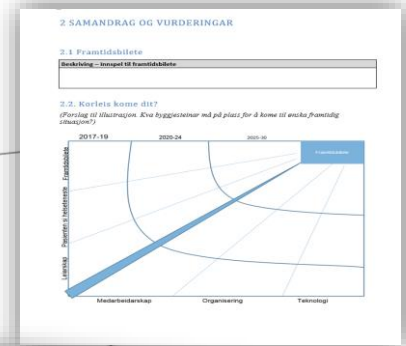 2 SAMANDRAG OG VURDERINGAR
2.1 Framtidsbilete
Beskriving – innspel til framtidsbilete
2.2. Korleis kome dit?
(Forslag til illustrasjon. Kva byggjesteinar må på plass for å kome til ønska framtidig
situasjon?)
2017-19 2020-24 2025-30
Framtidsbilete
Framtidsbilete
Pasienten si helseteneste
Leiarskap
Medarbeidarskap Organisering Teknologi